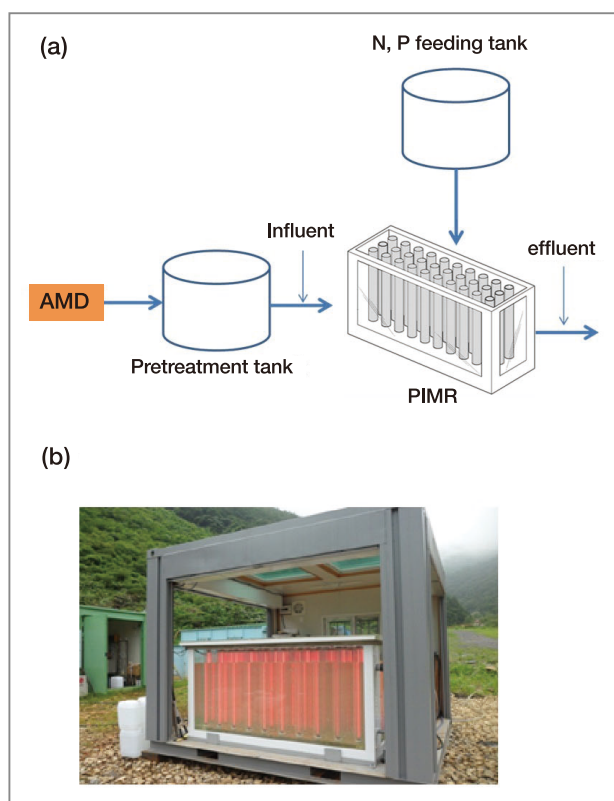 (a)
N, P feeding tank
Influent
effluent
AMD
Pretreatment tank
PIMR
(b)